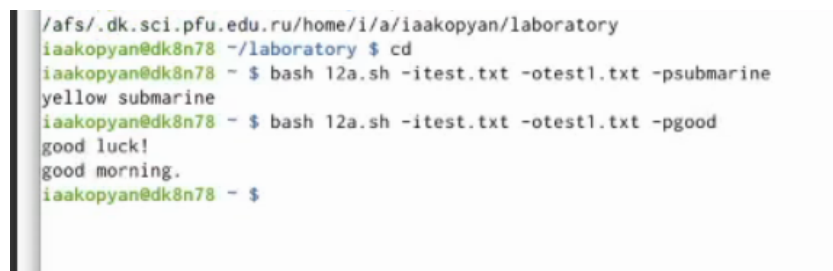 /afs/.dk.sci.pfu.edu.ru/home/i/a/iaakopyan/laboratory
iaakopyan@dk8n78 ~/laboratory $ cd
iaakopyan@dk8n78 ~ $ bash 12a.sh -itest.txt -otest1.txt -psubmarine
yellow submarine
iaakopyan@dk8n78 ~ $ bash 12a.sh -itest.txt -otest1.txt -pgood
good luck!
good morning.
iaakopyan@dk8n78 ~ $